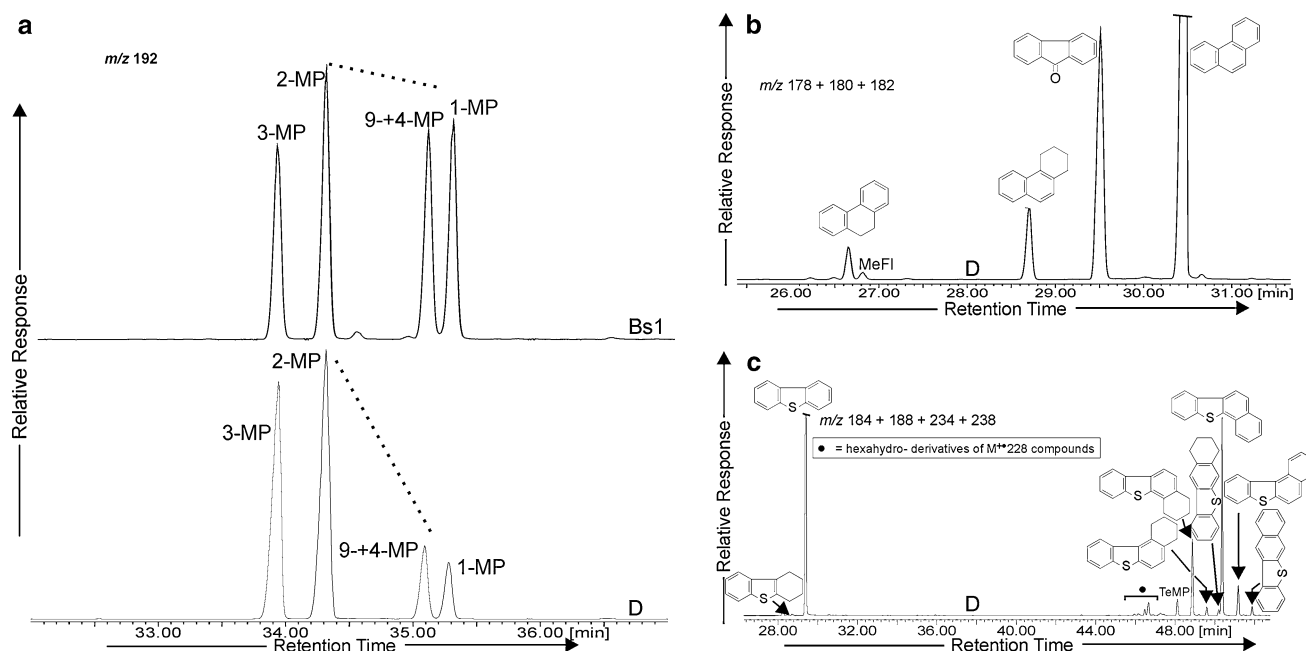 a
m/z 192
2-MP
9-+4-MP
1-MP
3-MP
Bs1
2-MP
3-MP
9-+4-MP
1-MP
D
33.00 34.00 35.00 36.00 [min]
Retention Time
Relative Response
b
m/z 178 + 180 + 182
O
MeFl
D
26.00 27.00 28.00 29.00 30.00 31.00 [min]
Retention Time
Relative Response
c
S
m/z 184 + 188 + 234 + 238
● = hexahydro- derivatives of M+•228 compounds
S
S
S
S
S
S
S
●
TeMP
D
28.00 32.00 36.00 40.00 44.00 48.00 [min]
Retention Time
Relative Response